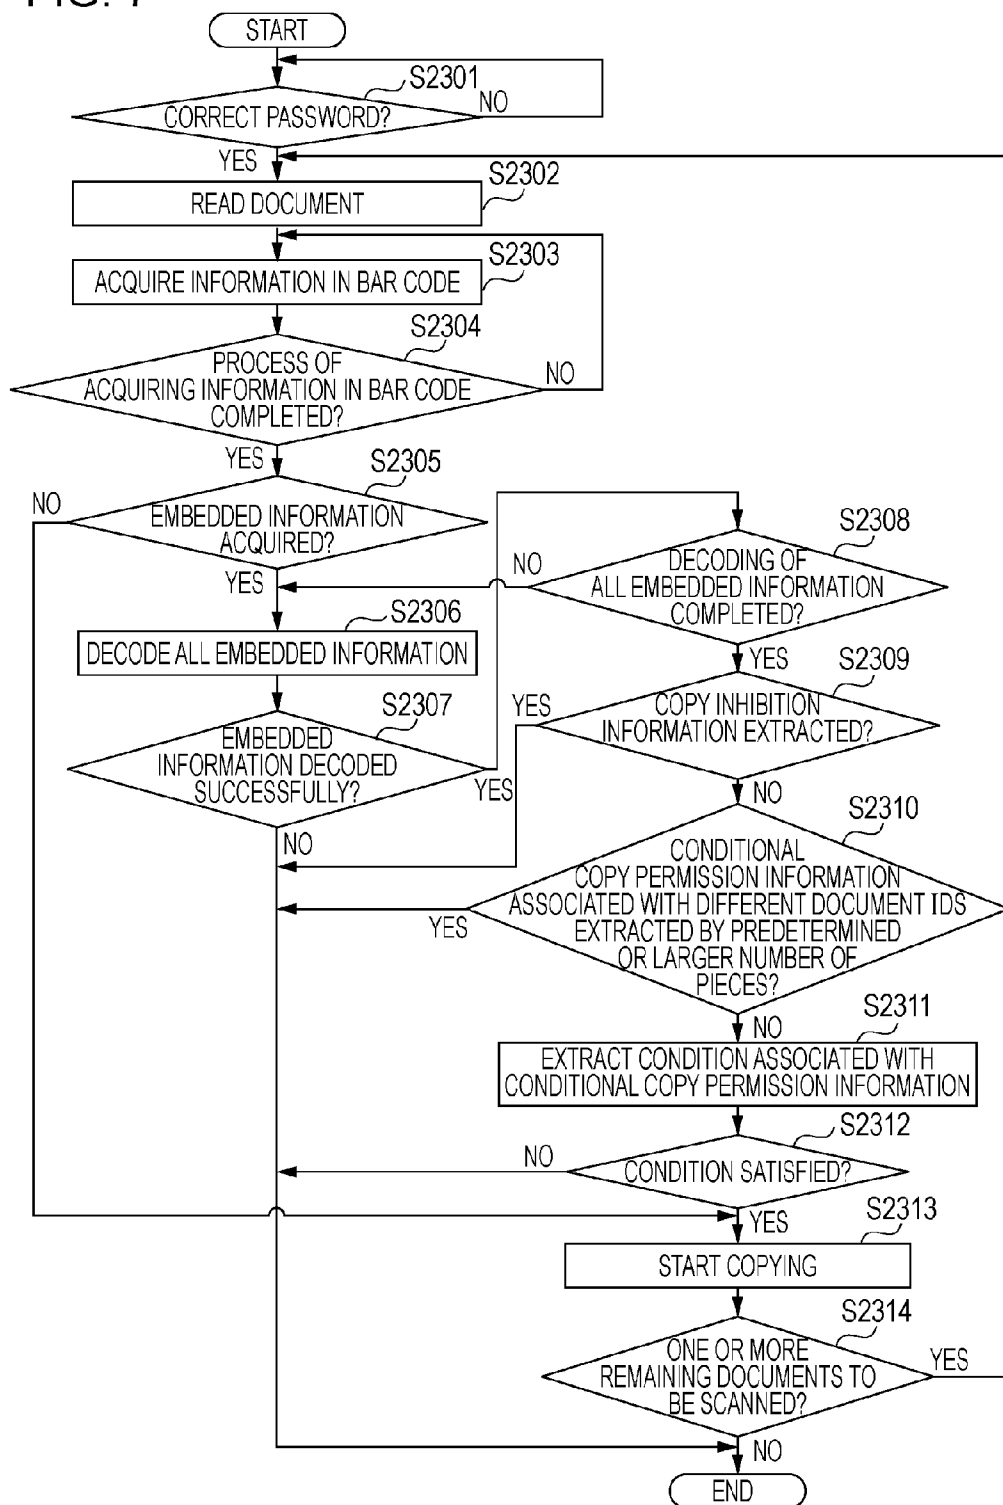 START
S2301
CORRECT PASSWORD?
NO
YES
S2302
READ DOCUMENT
S2303
ACQUIRE INFORMATION IN BAR CODE
S2304
PROCESS OF
ACQUIRING INFORMATION IN BAR CODE
COMPLETED?
NO
YES
S2305
NO
EMBEDDED INFORMATION
ACQUIRED?
YES
S2306
DECODE ALL EMBEDDED INFORMATION
S2307
EMBEDDED
INFORMATION DECODED
SUCCESSFULLY?
YES
NO
S2308
DECODING OF
ALL EMBEDDED INFORMATION
COMPLETED?
NO
YES
S2309
COPY INHIBITION
INFORMATION EXTRACTED?
YES
NO
S2310
CONDITIONAL
COPY PERMISSION INFORMATION
ASSOCIATED WITH DIFFERENT DOCUMENT IDS
EXTRACTED BY PREDETERMINED
OR LARGER NUMBER OF
PIECES?
YES
NO
S2311
EXTRACT CONDITION ASSOCIATED WITH
CONDITIONAL COPY PERMISSION INFORMATION
S2312
CONDITION SATISFIED?
NO
YES
S2313
START COPYING
S2314
ONE OR MORE
REMAINING DOCUMENTS TO
BE SCANNED?
YES
NO
END